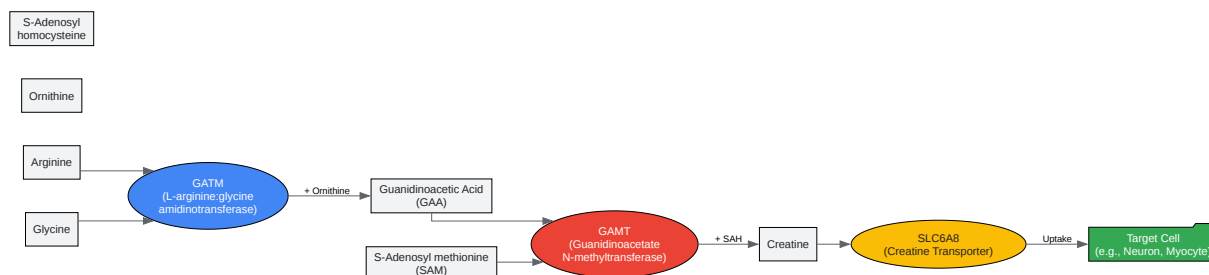 S-Adenosyl
homocysteine
Ornithine
Arginine
Glycine
GATM
(L-arginine:glycine
amidinotransferase)
+ Ornithine
Guanidinoacetic Acid
(GAA)
S-Adenosyl methionine
(SAM)
GAMT
(Guanidinoacetate
N-methyltransferase)
+ SAH
Creatine
SLC6A8
(Creatine Transporter)
Uptake
Target Cell
(e.g., Neuron, Myocyte)